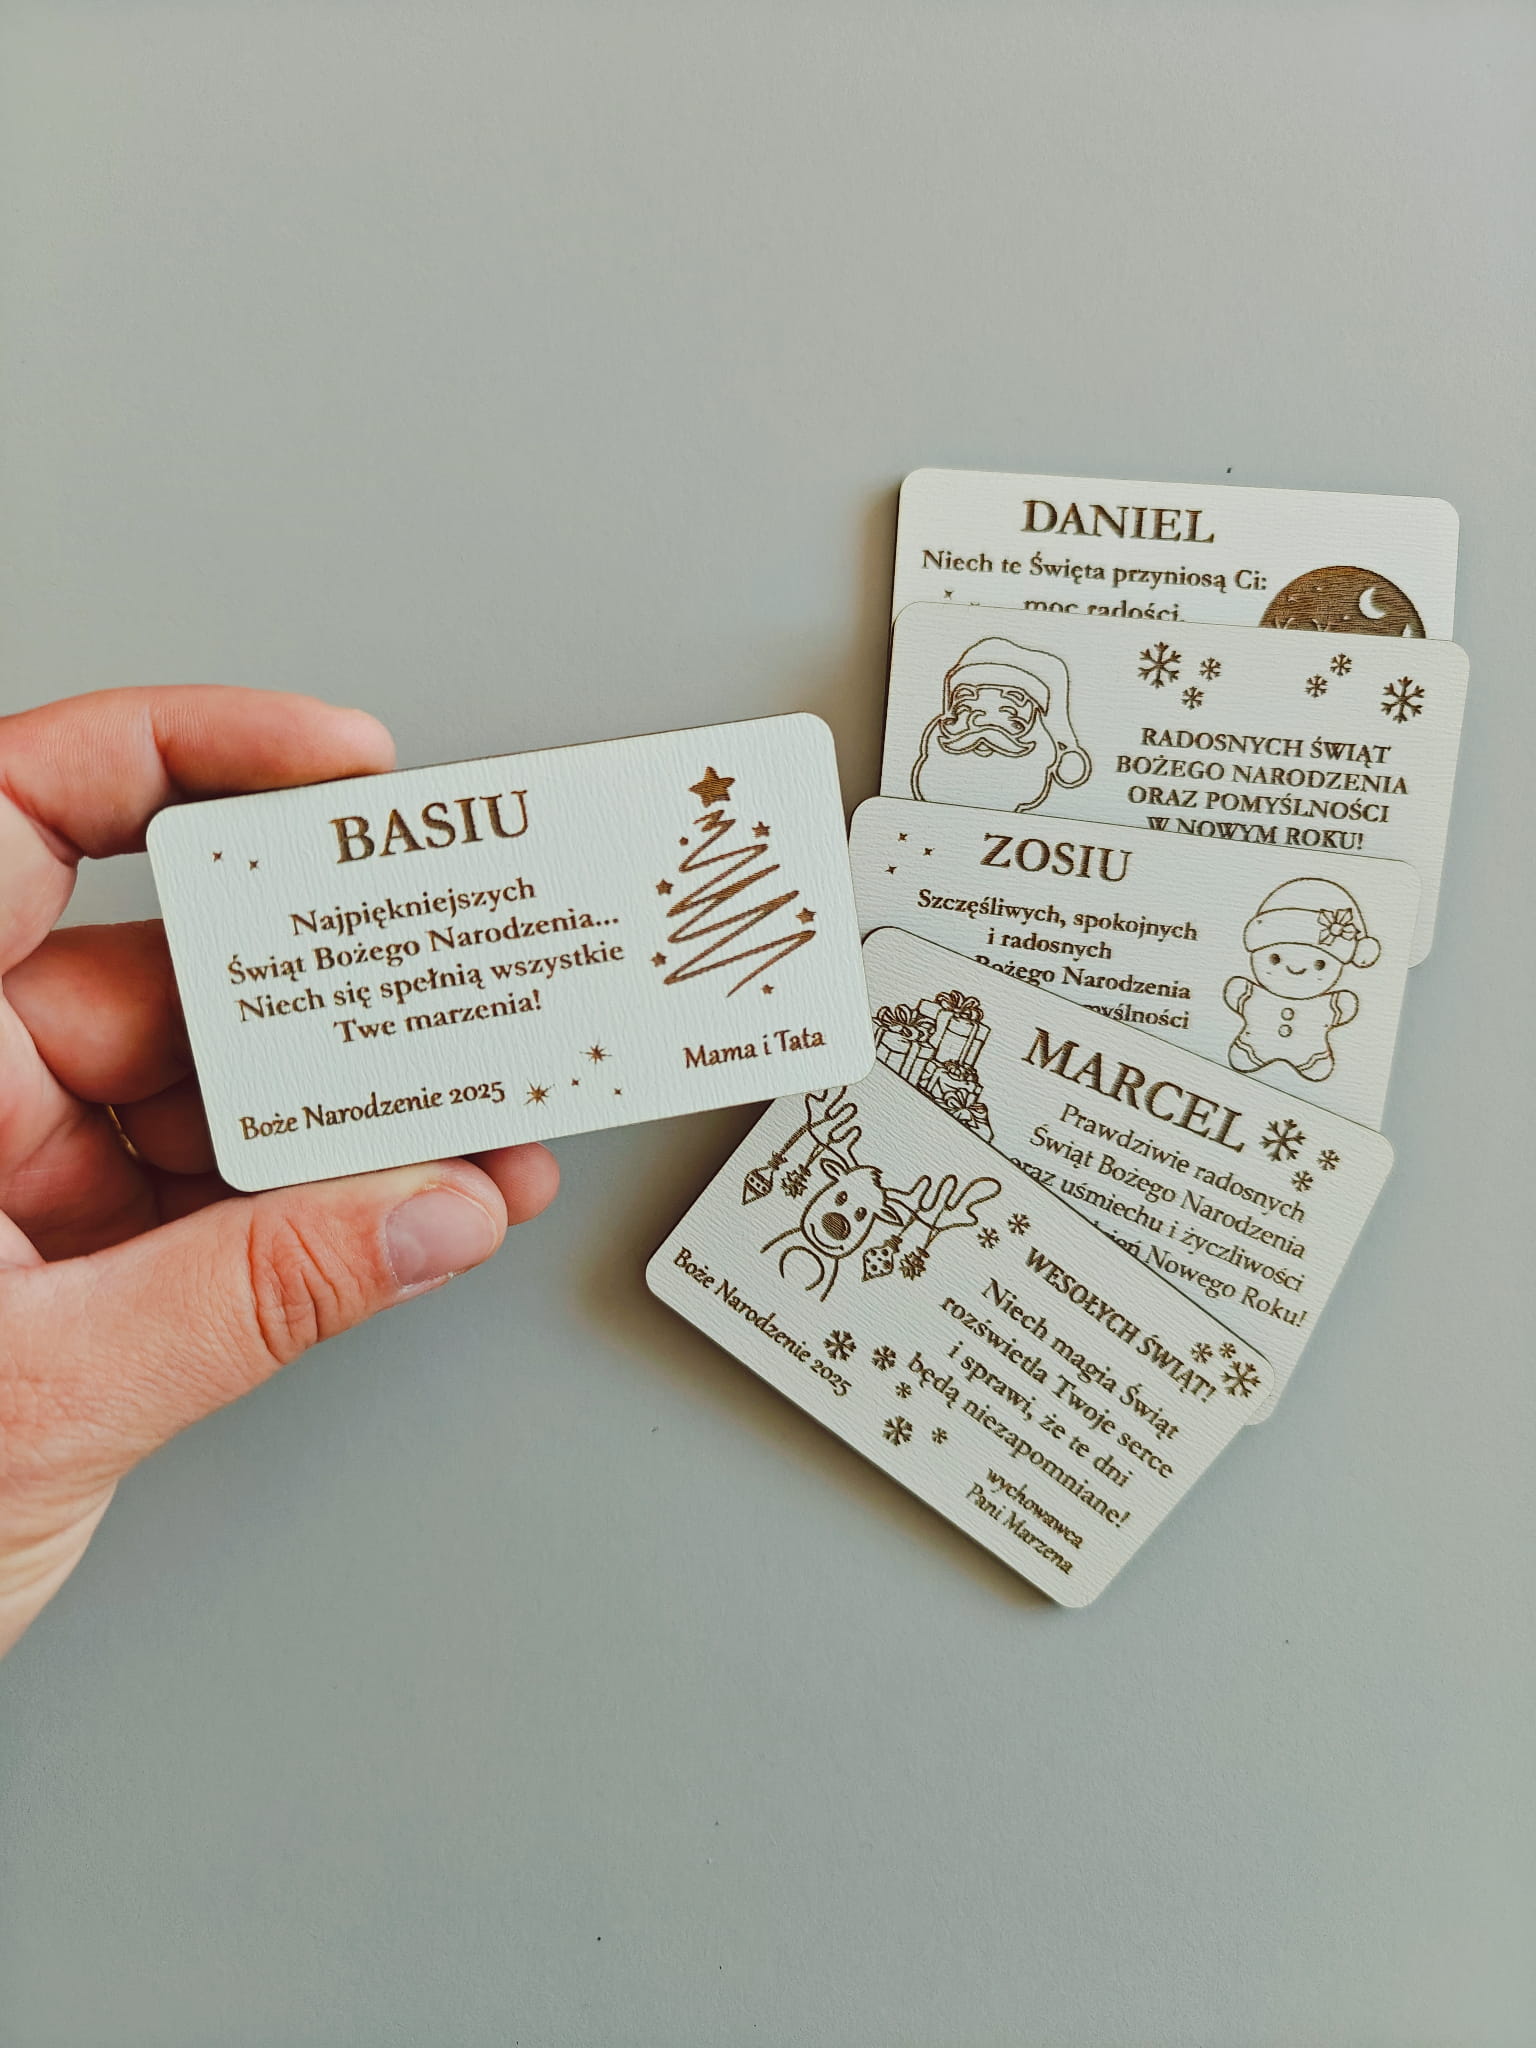 BASIU
Najpiękniejszych
Świąt Bożego Narodzenia...
Niech się spełnią wszystkie
Twe marzenia!
Mama i Tata
Boże Narodzenie 2025
DANIEL
Niech te Święta przyniosą Ci:
moc radości,
RADOSNYCH ŚWIĄT
BOŻEGO NARODZENIA
ORAZ POMYŚLNOŚCI
W NOWYM ROKU!
ZOSIU
Szczęśliwych, spokojnych
i radosnych
Bożego Narodzenia
MARCEL
Prawdziwie radosnych
Świąt Bożego Narodzenia
oraz uśmiechu i życzliwości
Nowego Roku!
WESOŁYCH ŚWIĄT!
Niech magia Świąt
rozświetla Twoje serce
i sprawi, że te dni
będą niezapomniane!
wychowawca
Pani Marzena
Boże Narodzenie 2025